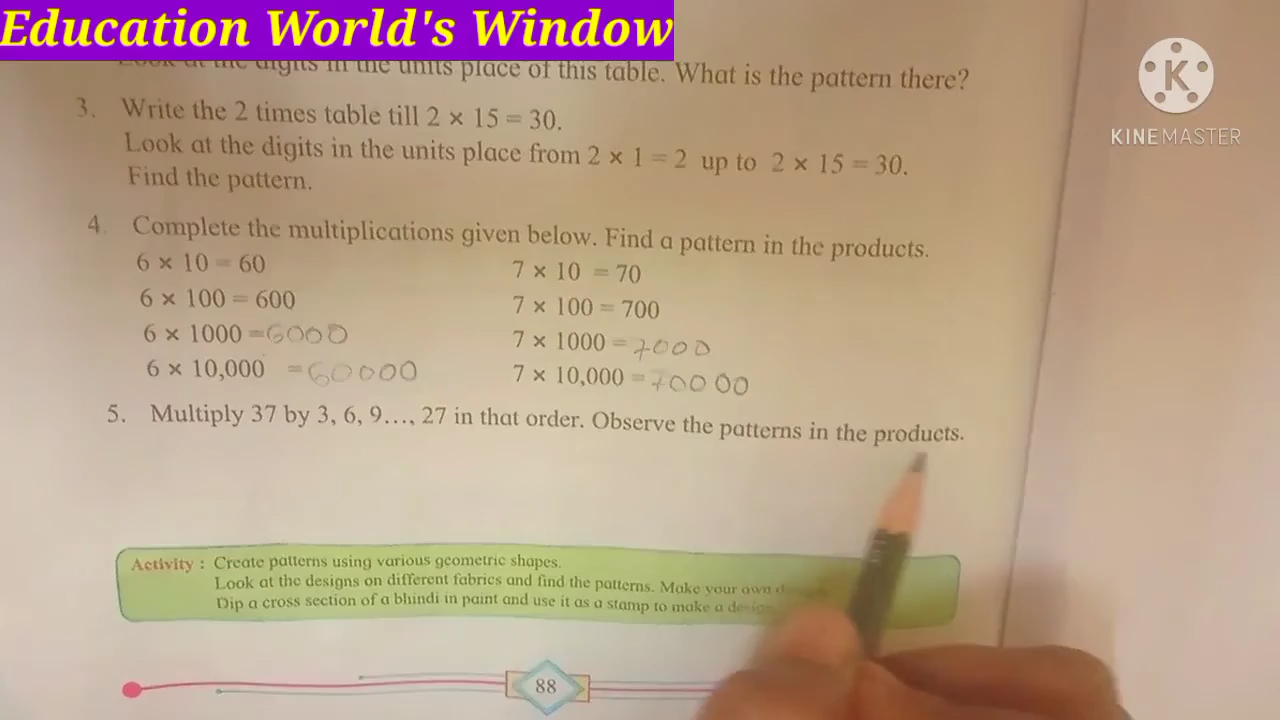 Education World's Window
KINEMASTER
Look at the digits in the units place of this table. What is the pattern there?
3. Write the 2 times table till 2 × 15 = 30.
Look at the digits in the units place from 2 × 1 = 2 up to 2 × 15 = 30.
Find the pattern.
4. Complete the multiplications given below. Find a pattern in the products.
6 × 10 = 60 7 × 10 = 70
6 × 100 = 600 7 × 100 = 700
6 × 1000 = 6000 7 × 1000 = 7000
6 × 10,000 = 60000 7 × 10,000 = 70000
5. Multiply 37 by 3, 6, 9..., 27 in that order. Observe the patterns in the products.
Activity : Create patterns using various geometric shapes.
Look at the designs on different fabrics and find the patterns. Make your own
Dip a cross section of a bhindi in paint and use it as a stamp to make a design
88